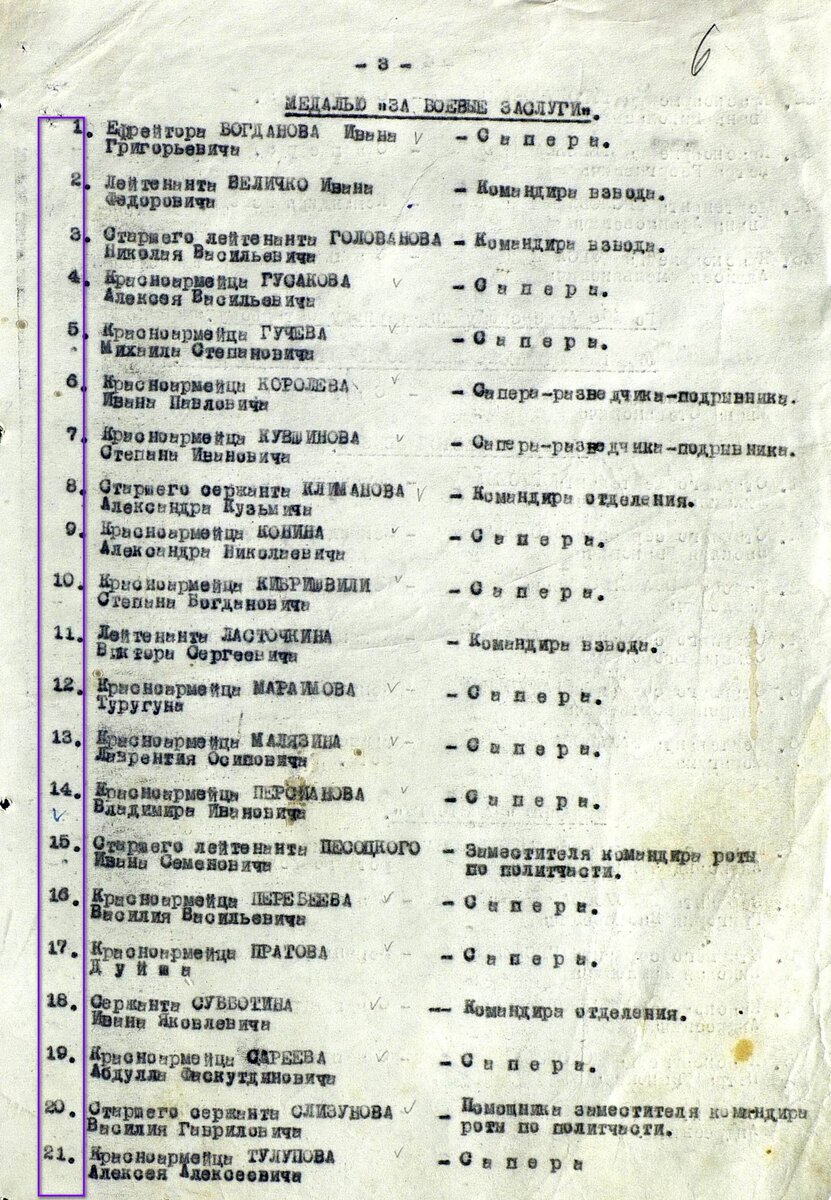 - 3 -
6
МЕДАЛЬЮ "ЗА БОЕВЫЕ ЗАСЛУГИ".
1. Ефрейтора БОГДАНОВА Ивана - Сапера.
Григорьевича
2. Лейтенанта ВЕЛИЧКО Ивана - Командира взвода.
Федоровича
3. Старшего лейтенанта ГОЛОВАНОВА - Командира взвода.
Николая Васильевича
4. Красноармейца ГУСАКОВА - Сапера.
Алексея Васильевича
5. Красноармейца ГУЧЕВА - Сапера.
Михаила Степановича
6. Красноармейца КОРОЛЕВА - Сапера-разведчика-подрывника.
Ивана Павловича
7. Красноармейца КУВШИНОВА - Сапера-разведчика-подрывника.
Степана Ивановича
8. Старшего сержанта КЛИМАНОВА - Командира отделения.
Александра Кузьмича
9. Красноармейца КОНИНА - Сапера.
Александра Николаевича
10. Красноармейца КИБРИШВИЛИ - Сапера.
Степана Богдановича
11. Лейтенанта ЛАСТОЧКИНА - Командира взвода.
Виктора Сергеевича
12. Красноармейца МАРАИМОВА - Сапера.
Туругуна
13. Красноармейца МАЛЯЗИНА - Сапера.
Лаврентия Осиповича
14. Красноармейца ПЕРСИАНОВА - Сапера.
Владимира Ивановича
15. Старшего лейтенанта ПЕСОЦКОГО - Заместителя командира роты
Ивана Семеновича по политчасти.
16. Красноармейца ПЕРЕБЕЕВА - Сапера.
Василия Васильевича
17. Красноармейца ПРАТОВА - Сапера.
Дуйша
18. Сержанта СУББОТИНА -- Командира отделения.
Ивана Яковлевича
19. Красноармейца САРЕЕВА - Сапера.
Абдулла Фаскутдиновича
20. Старшего сержанта СЛИЗУНОВА - Помощника заместителя командира
Василия Гавриловича роты по политчасти.
21. Красноармейца ТУЛУПОВА - Сапера
Алексея Алексеевича